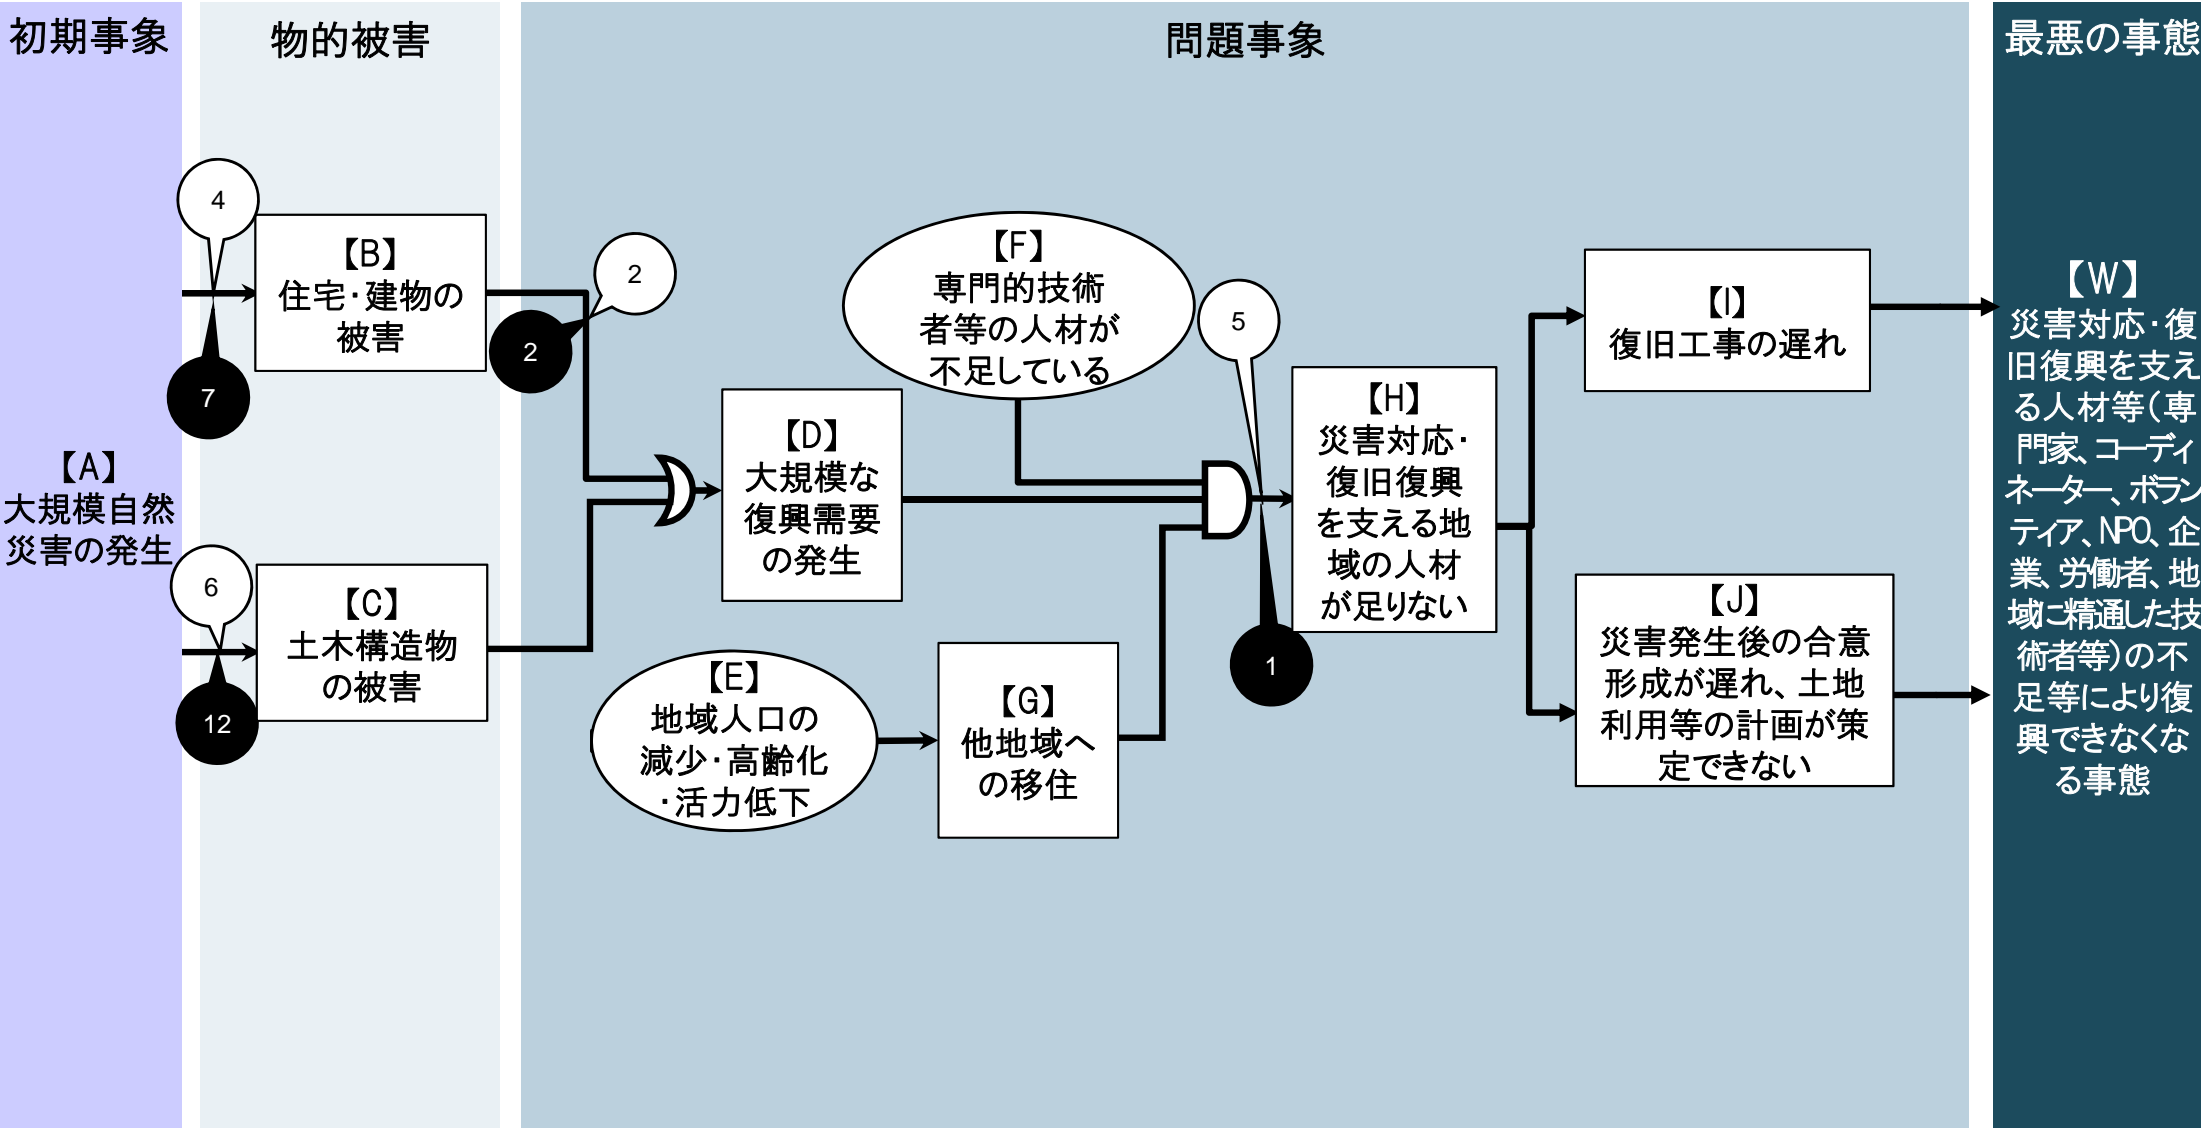 初期事象
物的被害
問題事象
最悪の事態
【A】
大規模自然
災害の発生
4
7
【B】
住宅・建物の
被害
6
12
【C】
土木構造物
の被害
2
2
【D】
大規模な
復興需要
の発生
【E】
地域人口の
減少・高齢化
・活力低下
【F】
専門的技術
者等の人材が
不足している
【G】
他地域へ
の移住
5
1
【H】
災害対応・
復旧復興
を支える地
域の人材
が足りない
【I】
復旧工事の遅れ
【J】
災害発生後の合意
形成が遅れ、土地
利用等の計画が策
定できない
【W】
災害対応・復
旧復興を支え
る人材等（専
門家、コーディ
ネーター、ボラン
ティア、NPO、企
業、労働者、地
域に精通した技
術者等）の不
足等により復
興できなくな
る事態